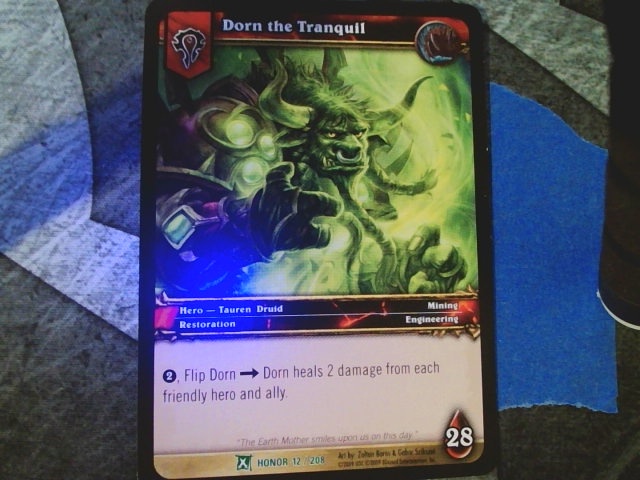 Dorn the Tranquil
Hero — Tauren Druid Mining
Restoration Engineering
2, Flip Dorn → Dorn heals 2 damage from each
friendly hero and ally.
"The Earth Mother smiles upon us on this day."
28
HONOR 12 / 208
Art by: Zoltan Boros & Gabor Szikszai